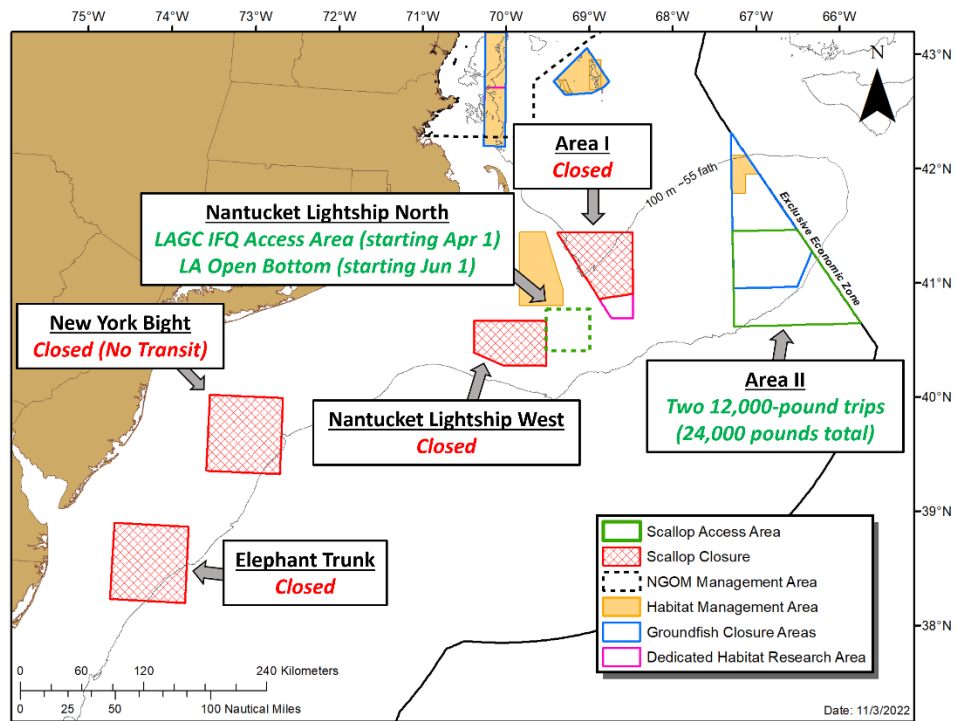 75°W 74°W 73°W 72°W 71°W 70°W 69°W 68°W 67°W 66°W
43°N
42°N
41°N
40°N
39°N
38°N
N
Area I
Closed
100 m ~55 fath
Exclusive Economic Zone
Nantucket Lightship North
LAGC IFQ Access Area (starting Apr 1)
LA Open Bottom (starting Jun 1)
New York Bight
Closed (No Transit)
Nantucket Lightship West
Closed
Area II
Two 12,000-pound trips
(24,000 pounds total)
Elephant Trunk
Closed
Scallop Access Area
Scallop Closure
NGOM Management Area
Habitat Management Area
Groundfish Closure Areas
Dedicated Habitat Research Area
0 60 120 240 Kilometers
0 25 50 100 Nautical Miles
Date: 11/3/2022